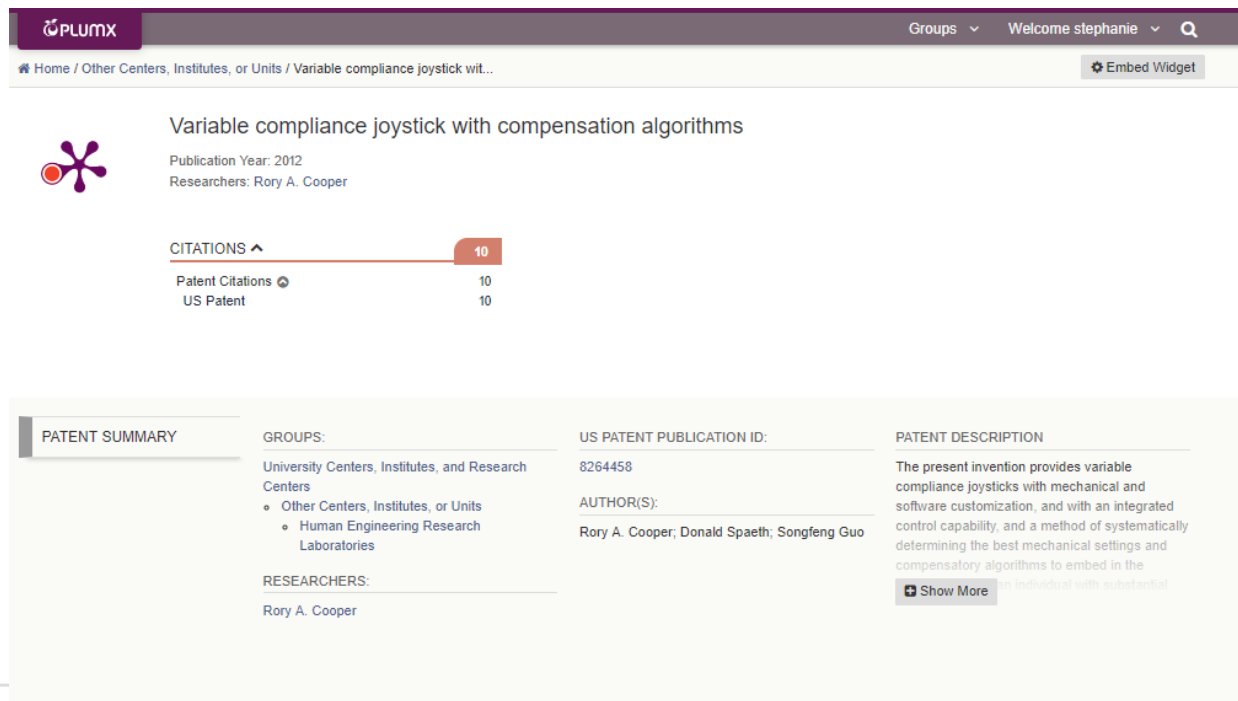 PLUMX
Groups
Welcome stephanie
Home / Other Centers, Institutes, or Units / Variable compliance joystick wit...
Embed Widget
Variable compliance joystick with compensation algorithms
Publication Year: 2012
Researchers: Rory A. Cooper
CITATIONS 10
Patent Citations 10
US Patent 10
PATENT SUMMARY
GROUPS:
University Centers, Institutes, and Research
Centers
Other Centers, Institutes, or Units
Human Engineering Research
Laboratories
RESEARCHERS:
Rory A. Cooper
US PATENT PUBLICATION ID:
8264458
AUTHOR(S):
Rory A. Cooper; Donald Spaeth; Songfeng Guo
PATENT DESCRIPTION
The present invention provides variable
compliance joysticks with mechanical and
software customization, and with an integrated
control capability, and a method of systematically
determining the best mechanical settings and
compensatory algorithms to embed in the
an individual with substantial
Show More